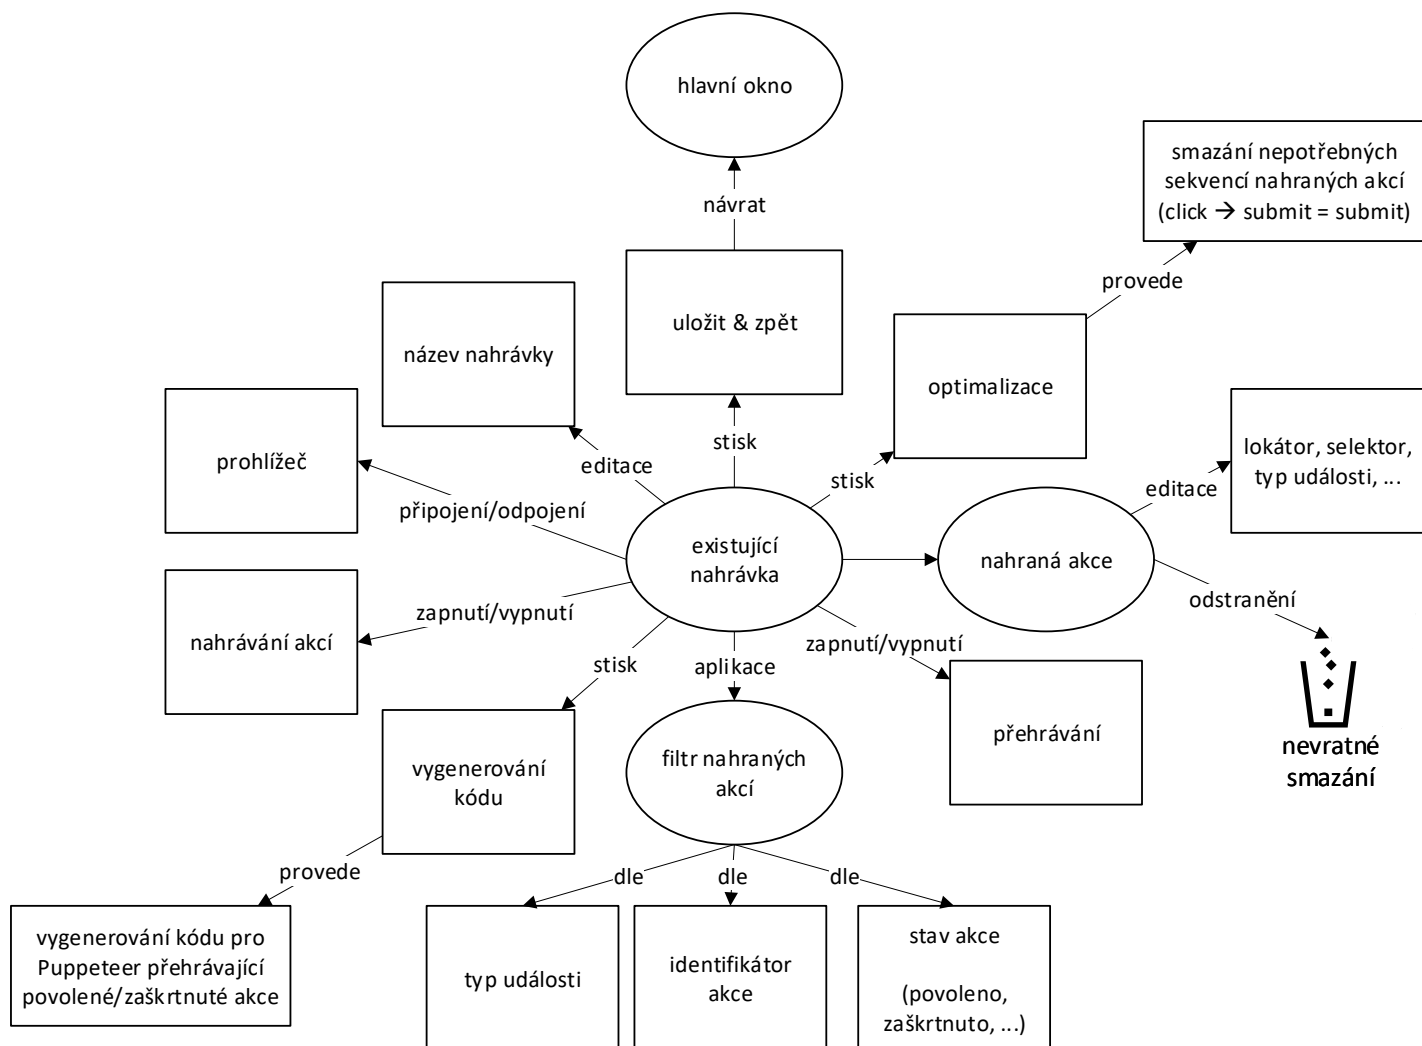 hlavní okno
smazání nepotřebných
sekvencí nahraných akcí
(click → submit = submit)
návrat
provede
uložit & zpět
název nahrávky
optimalizace
prohlížeč
lokátor, selektor,
typ události, ...
stisk
editace
stisk
editace
připojení/odpojení
existující
nahrávka
nahraná akce
odstranění
nahrávání akcí
zapnutí/vypnutí
zapnutí/vypnutí
stisk
aplikace
přehrávání
nevratné
smazání
vygenerování
kódu
filtr nahraných
akcí
provede
dle
dle
dle
vygenerování kódu pro
Puppeteer přehrávající
povolené/zaškrtnuté akce
typ události
identifikátor
akce
stav akce
(povoleno,
zaškrtnuto, ...)